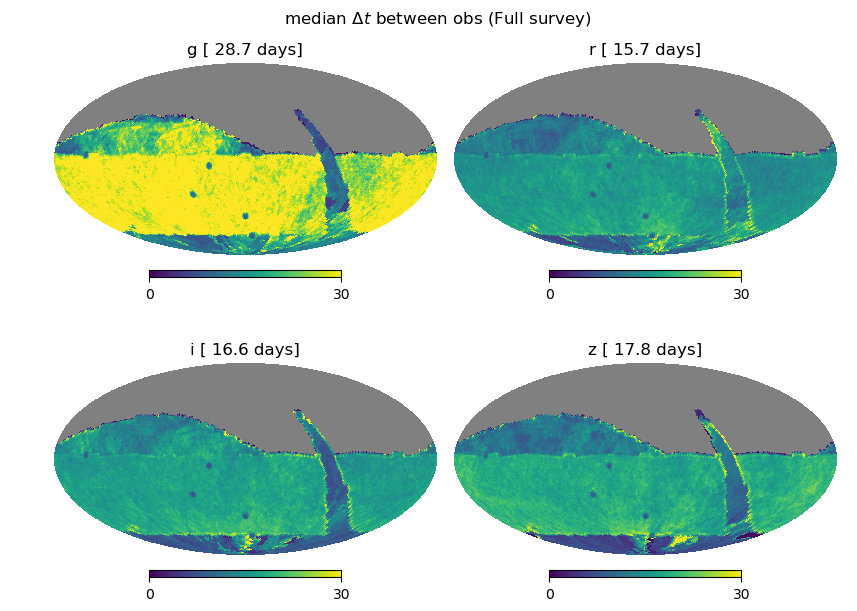 median Δt between obs (Full survey)
g [ 28.7 days]
r [ 15.7 days]
0 30
0 30
i [ 16.6 days]
z [ 17.8 days]
0 30
0 30